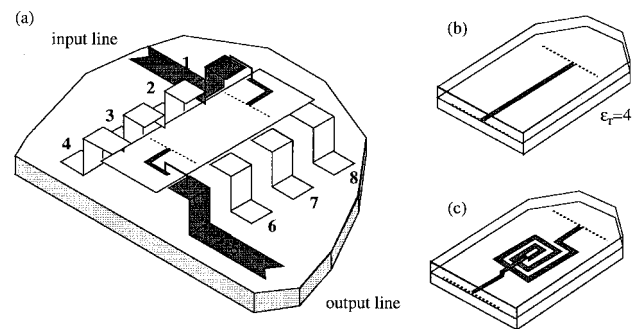 (a)
input line
1
2
3
4
6
7
8
output line
(b)
εr=4
(c)